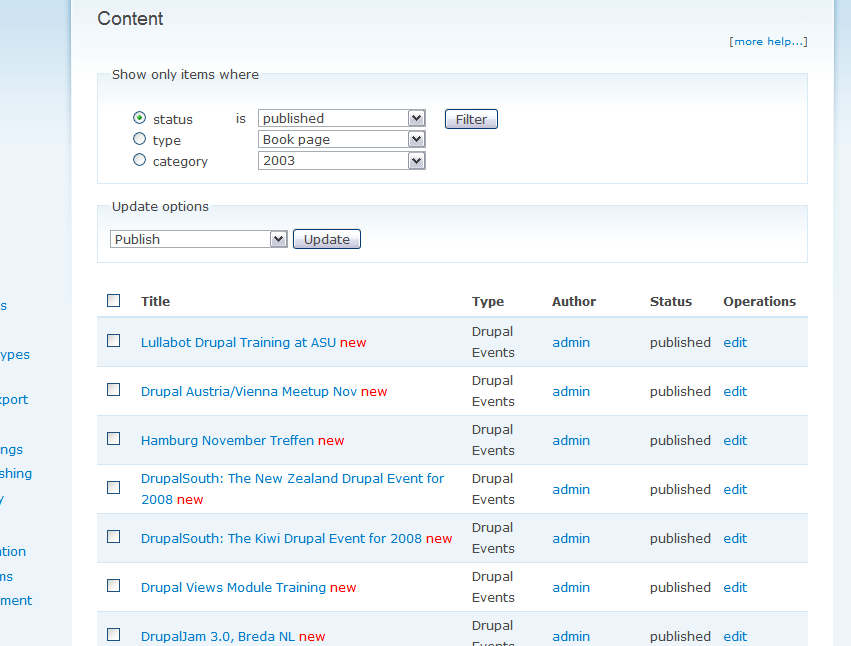 Content
[more help...]
Show only items where
status is published Filter
type Book page
category 2003
Update options
Publish Update
Title Type Author Status Operations
s
Lullabot Drupal Training at ASU new Drupal Events admin published edit
ypes
Drupal Austria/Vienna Meetup Nov new Drupal Events admin published edit
port
Hamburg November Treffen new Drupal Events admin published edit
ngs
shing
DrupalSouth: The New Zealand Drupal Event for
2008 new Drupal Events admin published edit
y
DrupalSouth: The Kiwi Drupal Event for 2008 new Drupal Events admin published edit
tion
ms
Drupal Views Module Training new Drupal Events admin published edit
ment
DrupalJam 3.0, Breda NL new Drupal Events admin published edit